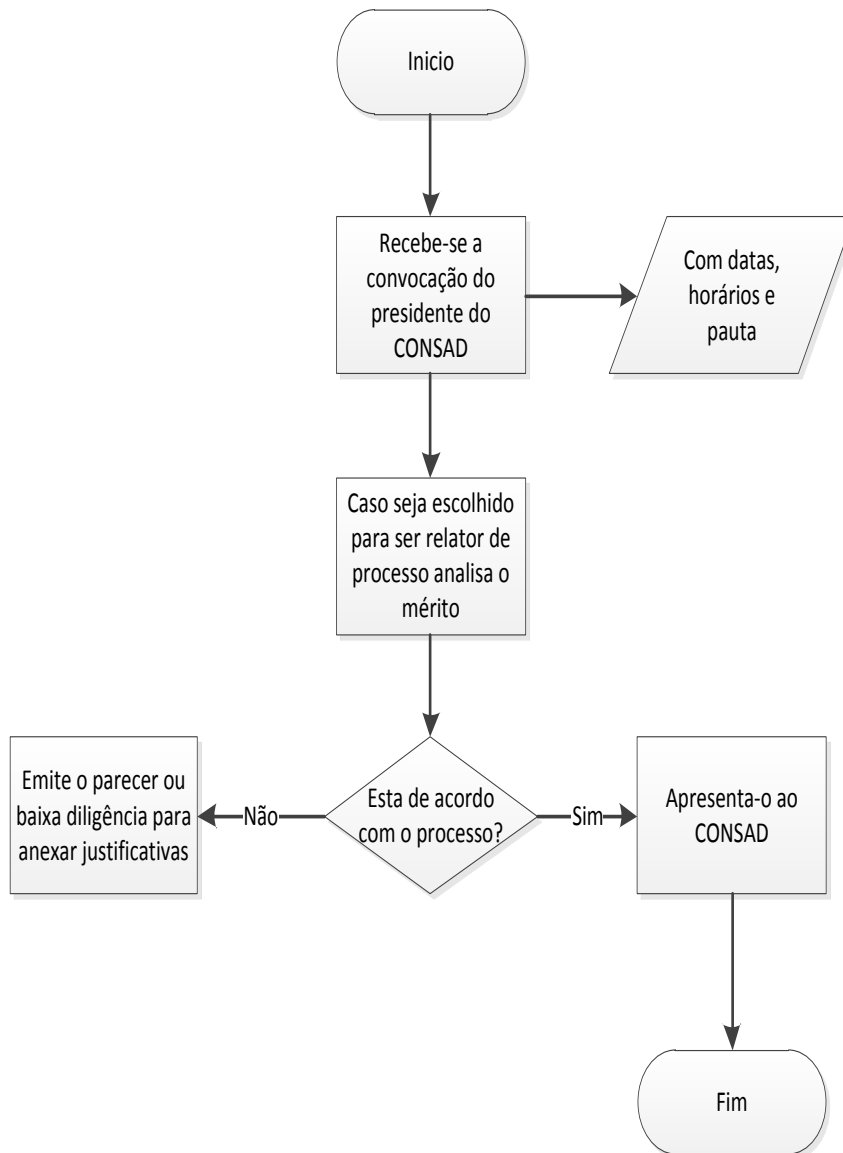 Inicio
Recebe-se a
convocação do
presidente do
CONSAD
Com datas,
horários e
pauta
Caso seja escolhido
para ser relator de
processo analisa o
mérito
Emite o parecer ou
baixa diligência para
anexar justificativas
Não
Esta de acordo
com o processo?
Sim
Apresenta-o ao
CONSAD
Fim